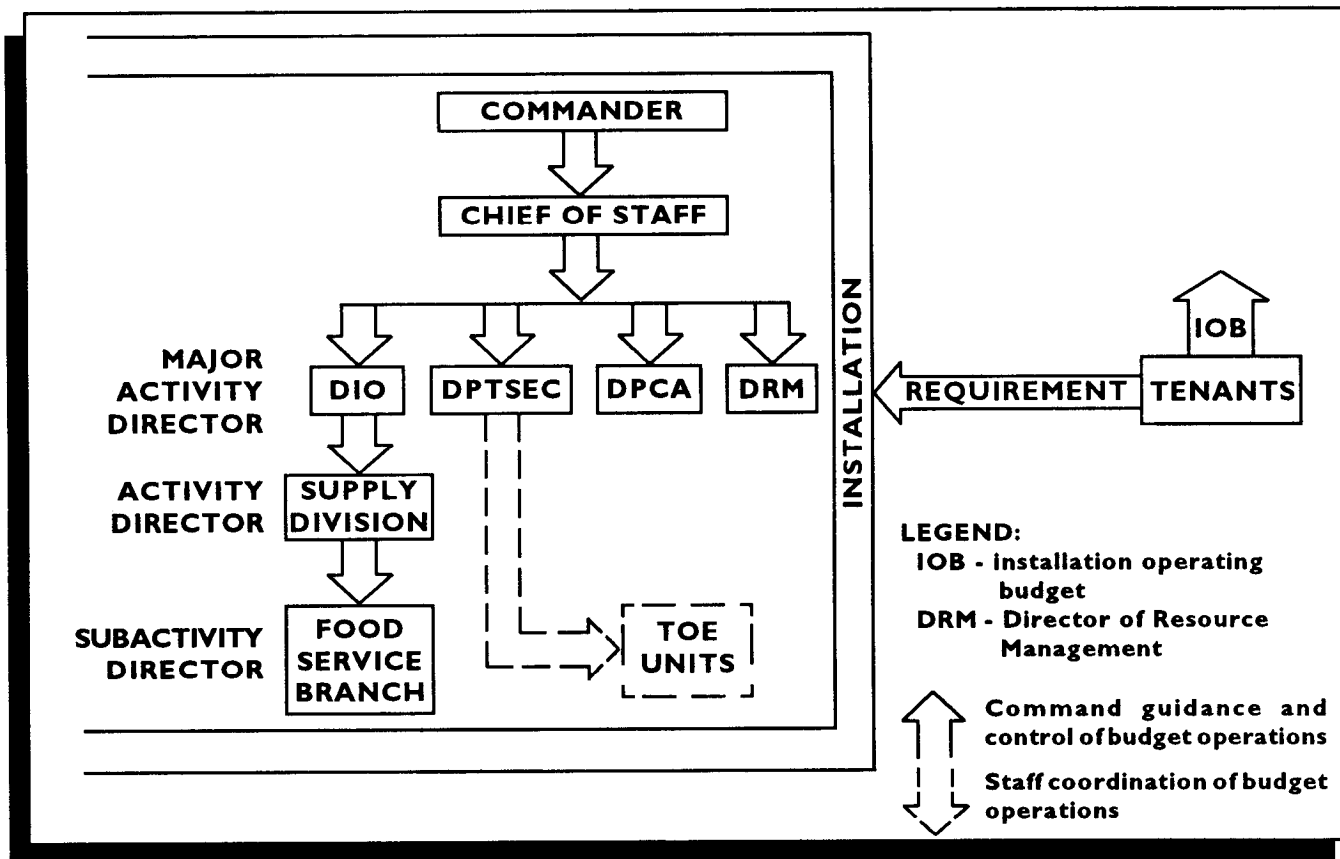 COMMANDER
CHIEF OF STAFF
MAJOR
ACTIVITY
DIRECTOR
DIO
DPTSEC
DPCA
DRM
ACTIVITY
DIRECTOR
SUPPLY
DIVISION
SUBACTIVITY
DIRECTOR
FOOD
SERVICE
BRANCH
TOE
UNITS
INSTALLATION
REQUIREMENT
IOB
TENANTS
LEGEND:
IOB - installation operating
budget
DRM - Director of Resource
Management
Command guidance and
control of budget operations
Staff coordination of budget
operations